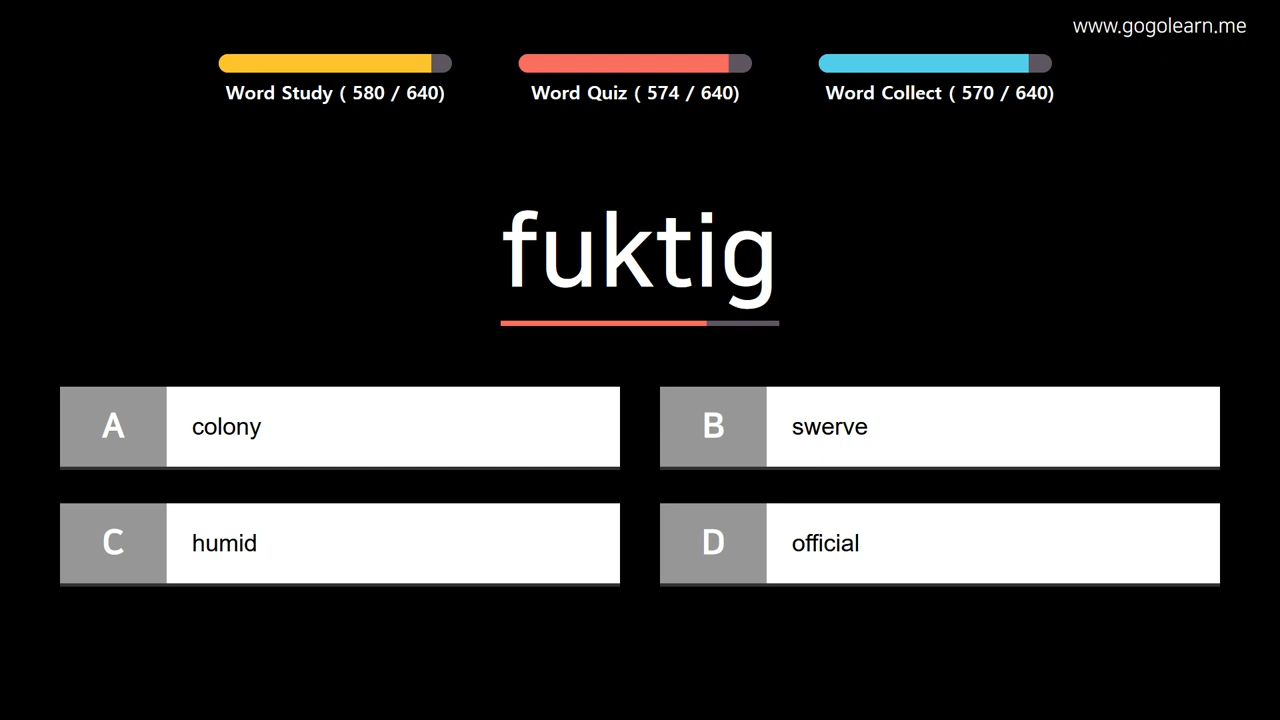 www.gogolearn.me
Word Study ( 580 / 640)
Word Quiz ( 574 / 640)
Word Collect ( 570 / 640)
fuktig
A colony
B swerve
C humid
D official